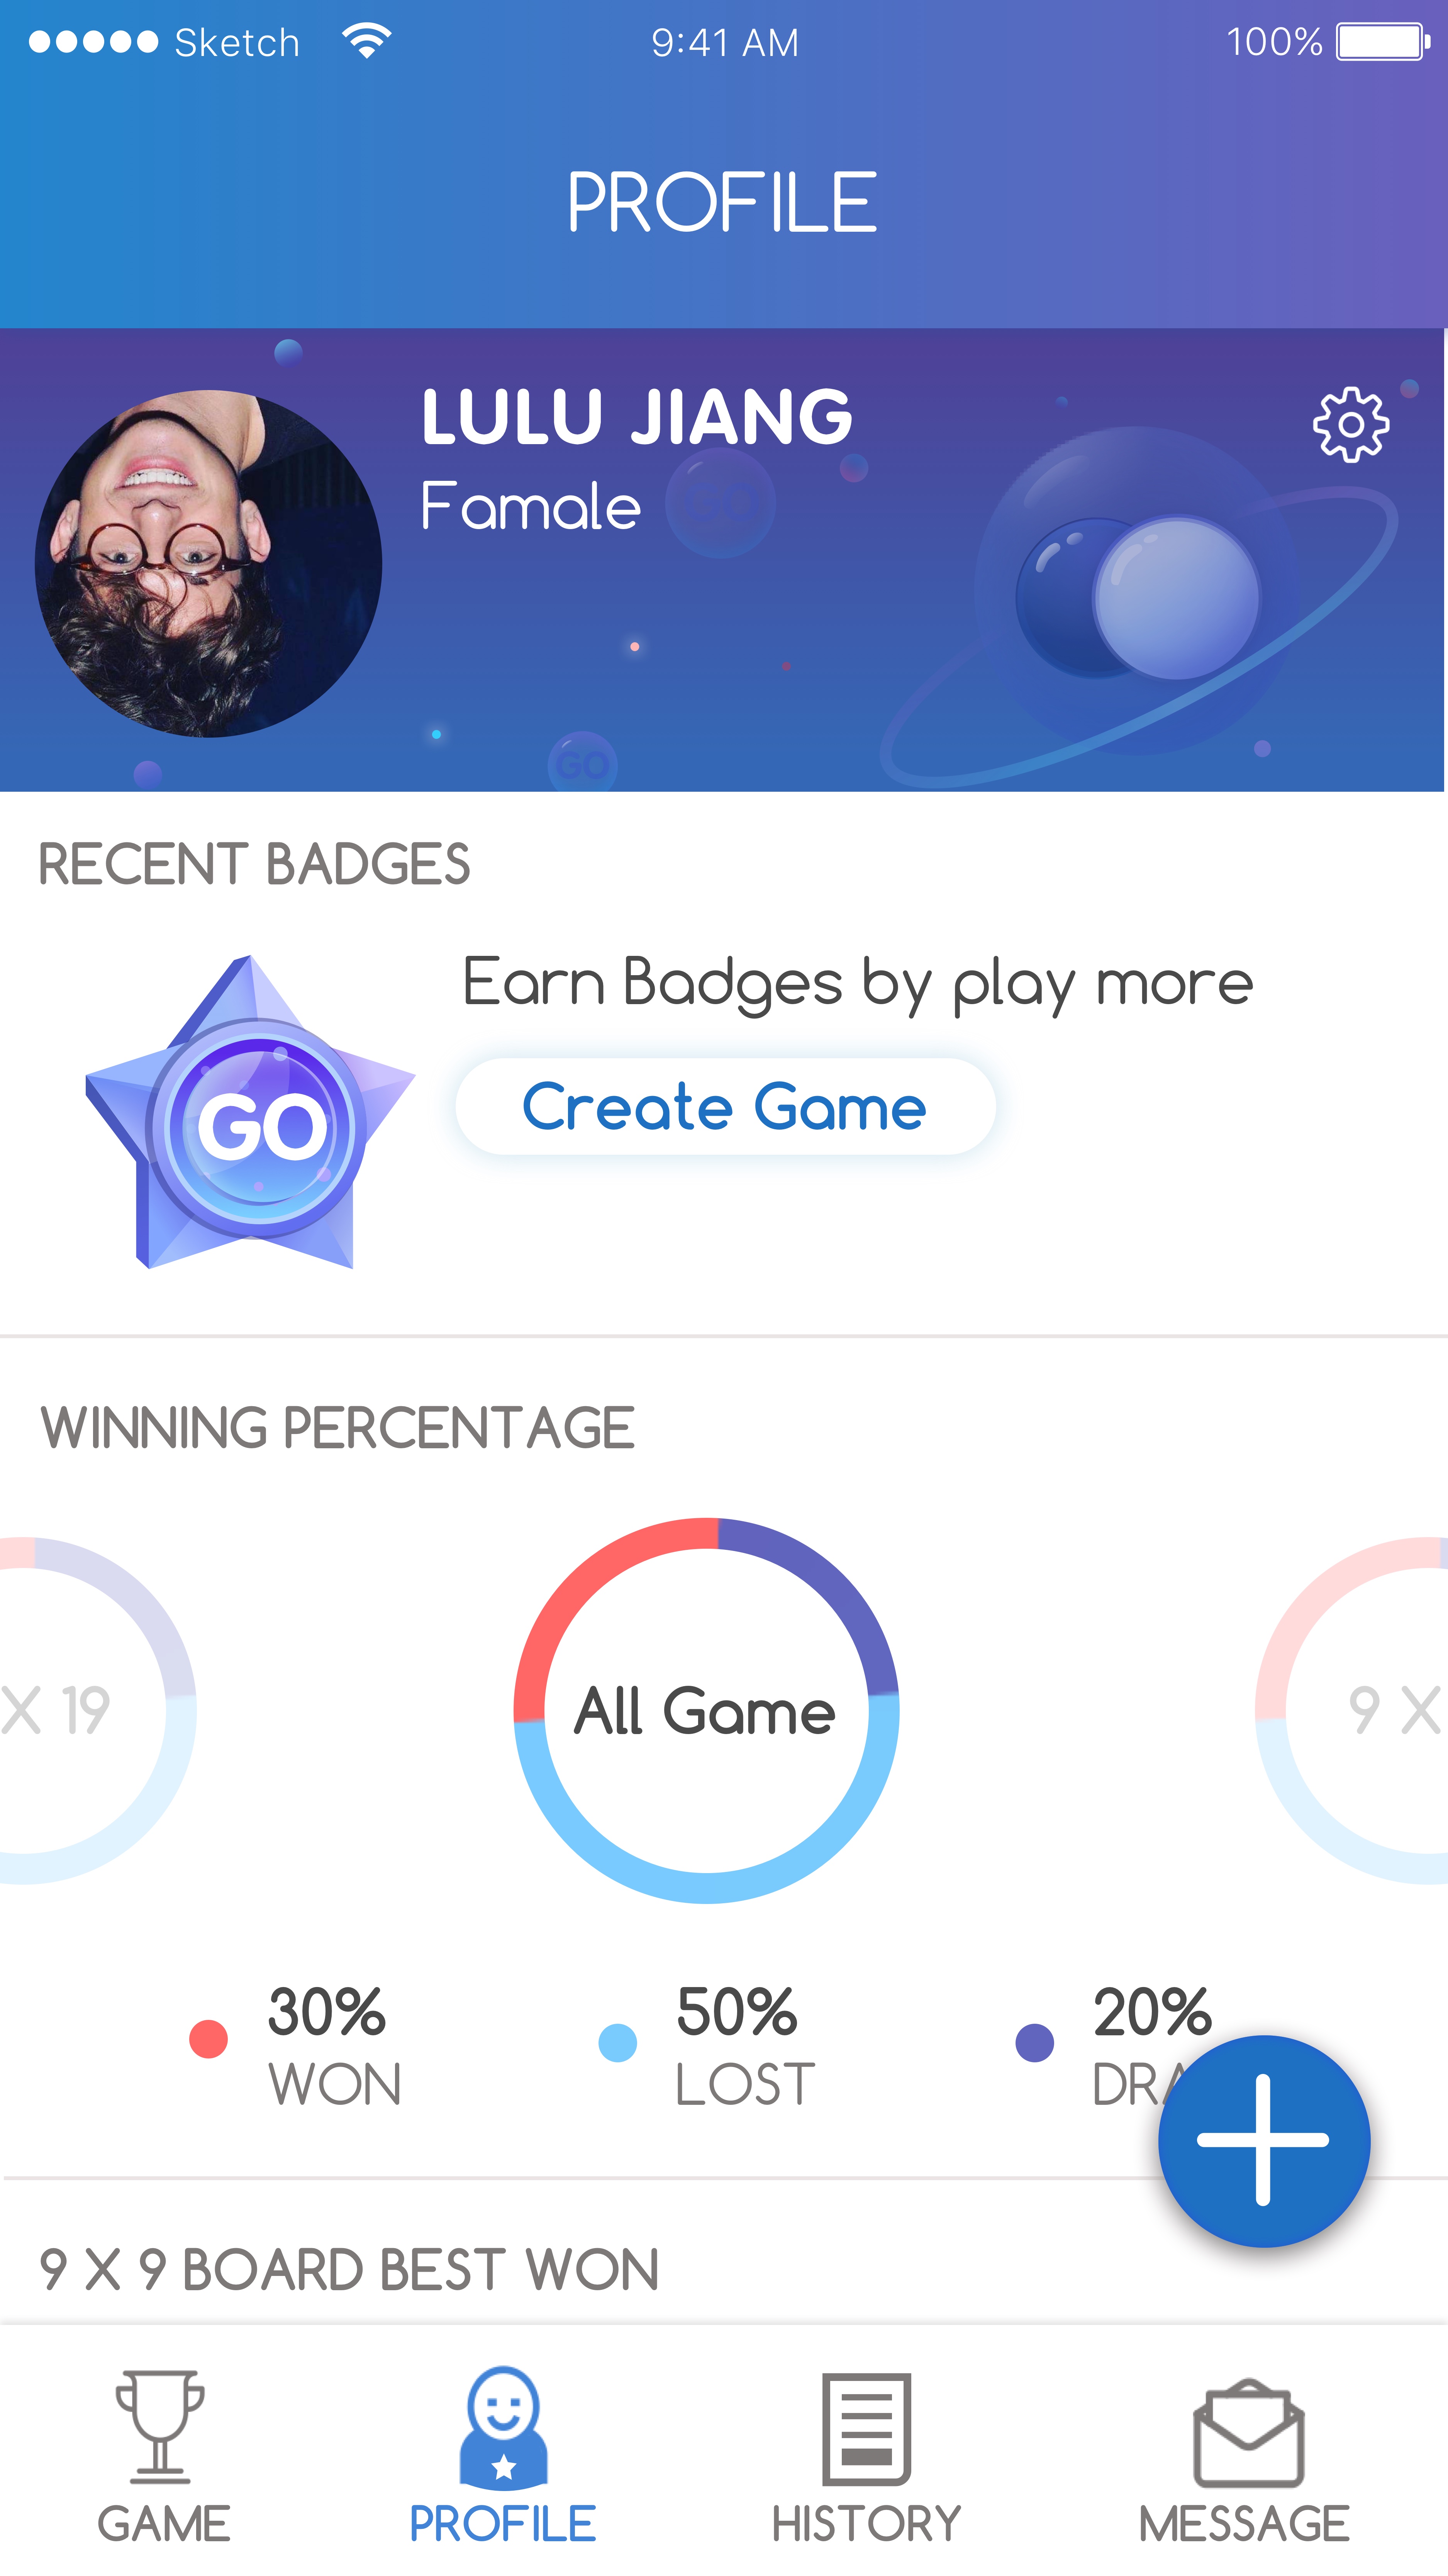 Sketch 9:41 AM 100%
PROFILE
LULU JIANG
Famale
GO
GO
RECENT BADGES
Earn Badges by play more
GO
Create Game
WINNING PERCENTAGE
X 19
All Game
9 X
30%
50%
20%
WON
LOST
DRA
9 X 9 BOARD BEST WON
GAME
PROFILE
HISTORY
MESSAGE